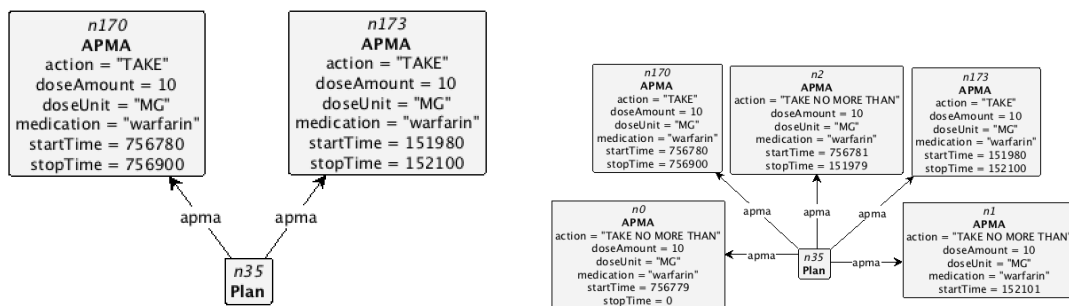 n170
APMA
action = "TAKE"
doseAmount = 10
doseUnit = "MG"
medication = "warfarin"
startTime = 756780
stopTime = 756900
n173
APMA
action = "TAKE"
doseAmount = 10
doseUnit = "MG"
medication = "warfarin"
startTime = 151980
stopTime = 152100
apma
apma
n35
Plan
n170
APMA
action = "TAKE"
doseAmount = 10
doseUnit = "MG"
medication = "warfarin"
startTime = 756780
stopTime = 756900
n2
APMA
action = "TAKE NO MORE THAN"
doseAmount = 10
doseUnit = "MG"
medication = "warfarin"
startTime = 756781
stopTime = 151979
n173
APMA
action = "TAKE"
doseAmount = 10
doseUnit = "MG"
medication = "warfarin"
startTime = 151980
stopTime = 152100
apma
apma
apma
n0
APMA
action = "TAKE NO MORE THAN"
doseAmount = 10
doseUnit = "MG"
medication = "warfarin"
startTime = 756779
stopTime = 0
apma
n35
Plan
apma
n1
APMA
action = "TAKE NO MORE THAN"
doseAmount = 10
doseUnit = "MG"
medication = "warfarin"
startTime = 152101